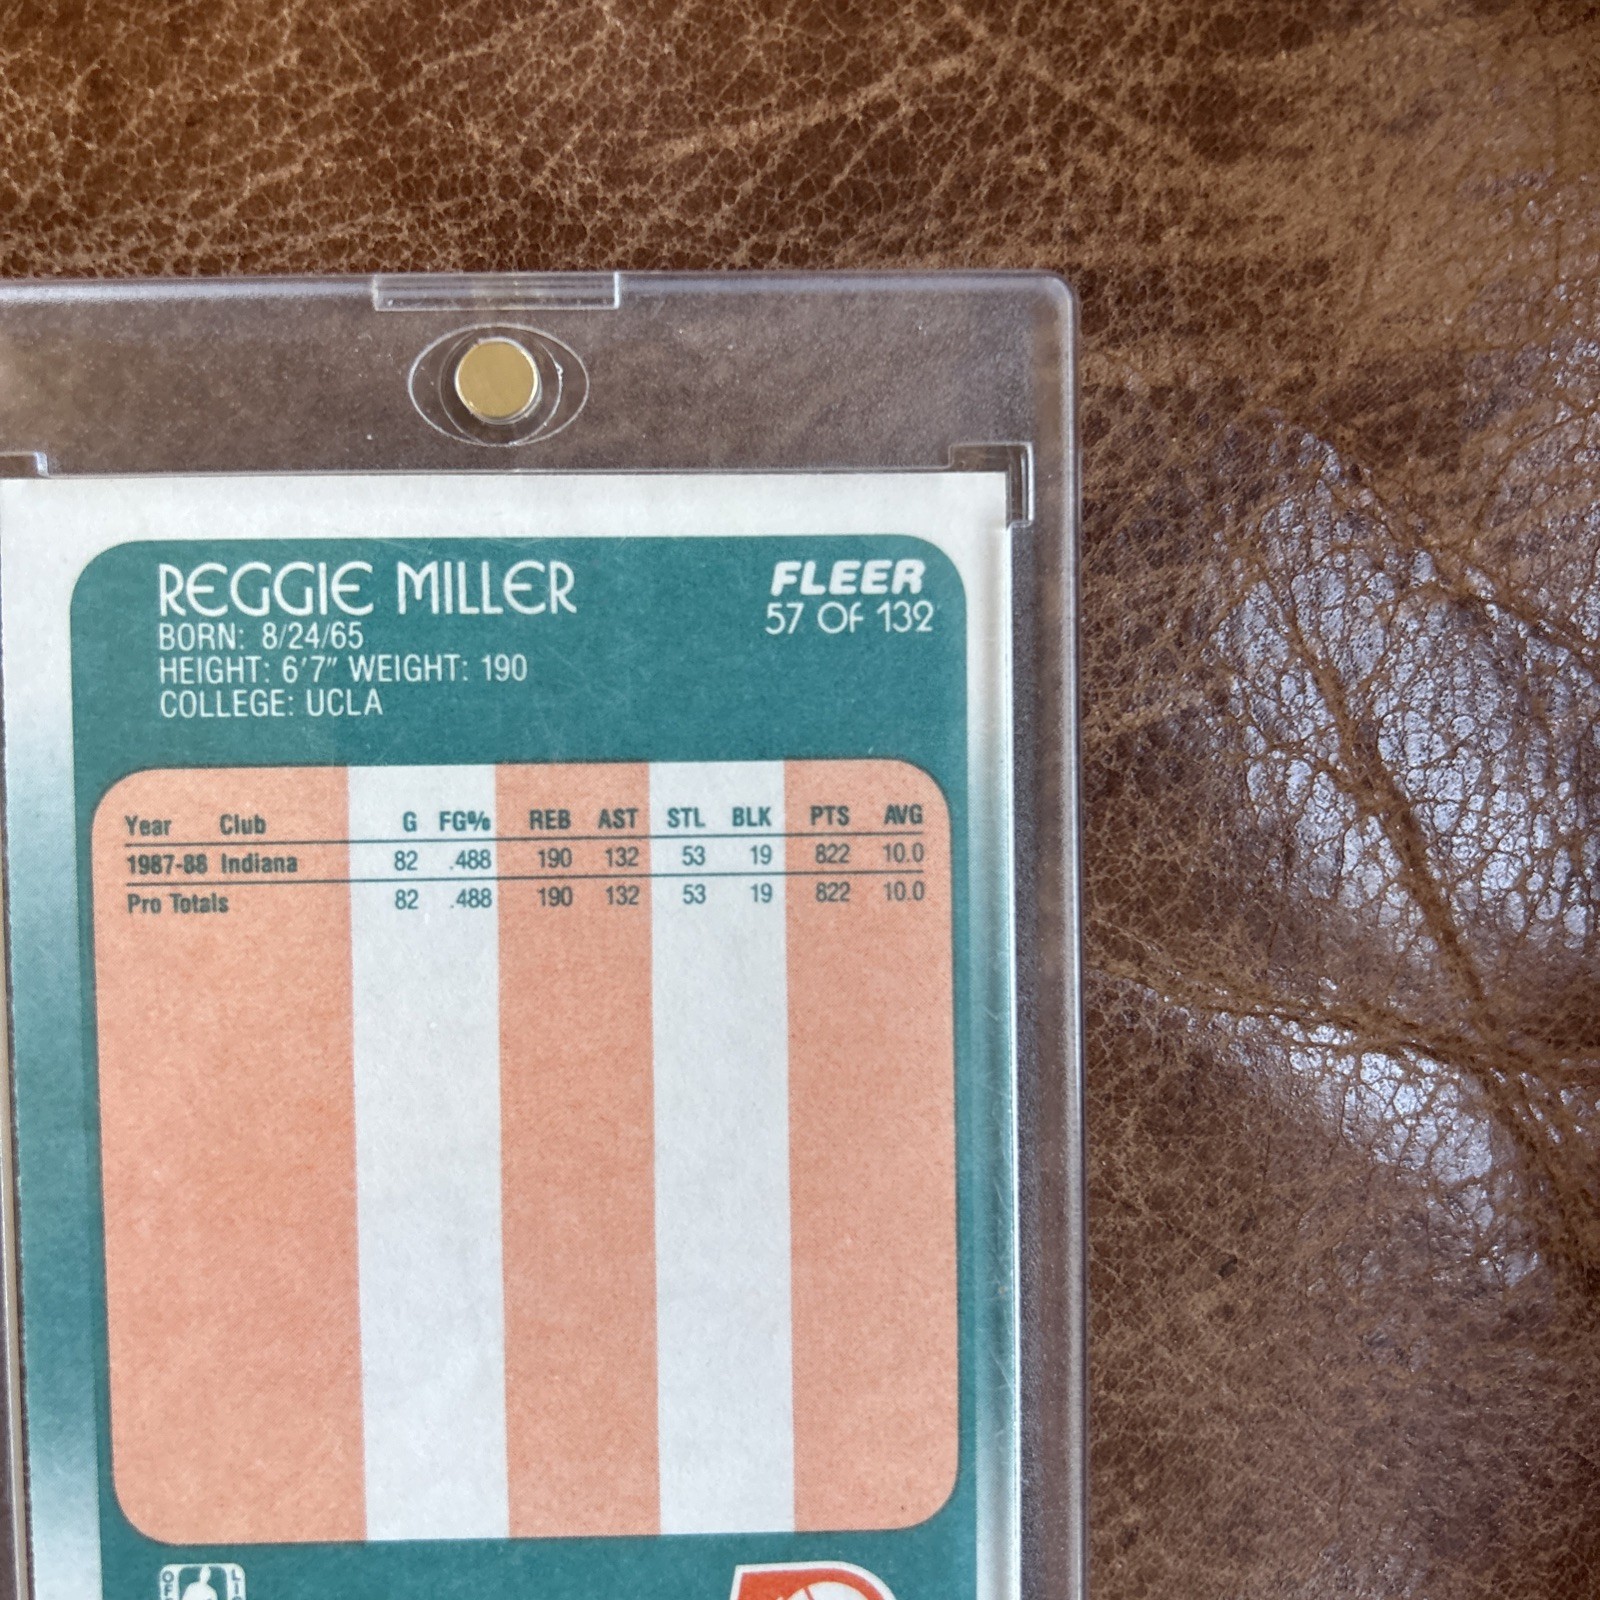 REGGIE MILLER
BORN: 8/24/65
HEIGHT: 6'7" WEIGHT: 190
COLLEGE: UCLA
FLEER
57 OF 132
Year Club G FG% REB AST STL BLK PTS AVG
1987-88 Indiana 82 .488 190 132 53 19 822 10.0
Pro Totals 82 .488 190 132 53 19 822 10.0